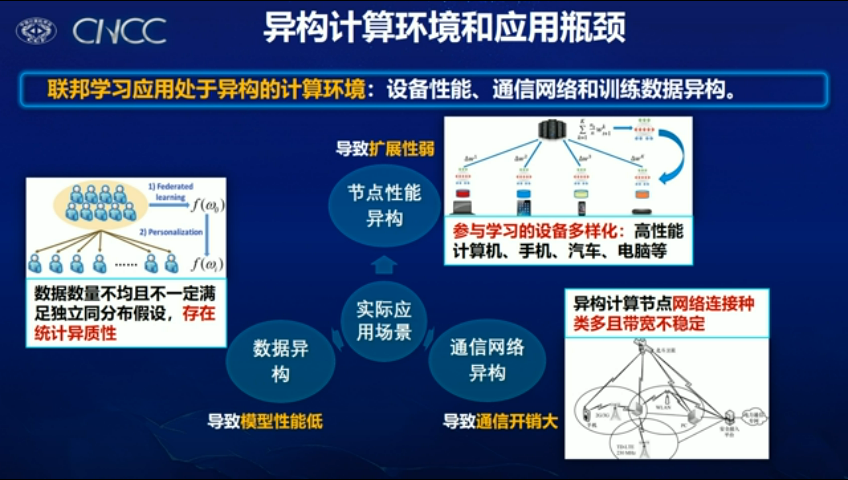 CNCC
异构计算环境和应用瓶颈
联邦学习应用处于异构的计算环境：设备性能、通信网络和训练数据异构。
导致扩展性弱
节点性能
异构
参与学习的设备多样化：高性能
计算机、手机、汽车、电脑等
1) Federated
learning
f(ω₀)
2) Personalization
f(ωᵢ)
数据数量不均且不一定满
足独立同分布假设，存在
统计异质性
实际应
用场景
数据异
构
导致模型性能低
通信网络
异构
导致通信开销大
异构计算节点网络连接种
类多且带宽不稳定
WLAN
手机
PC